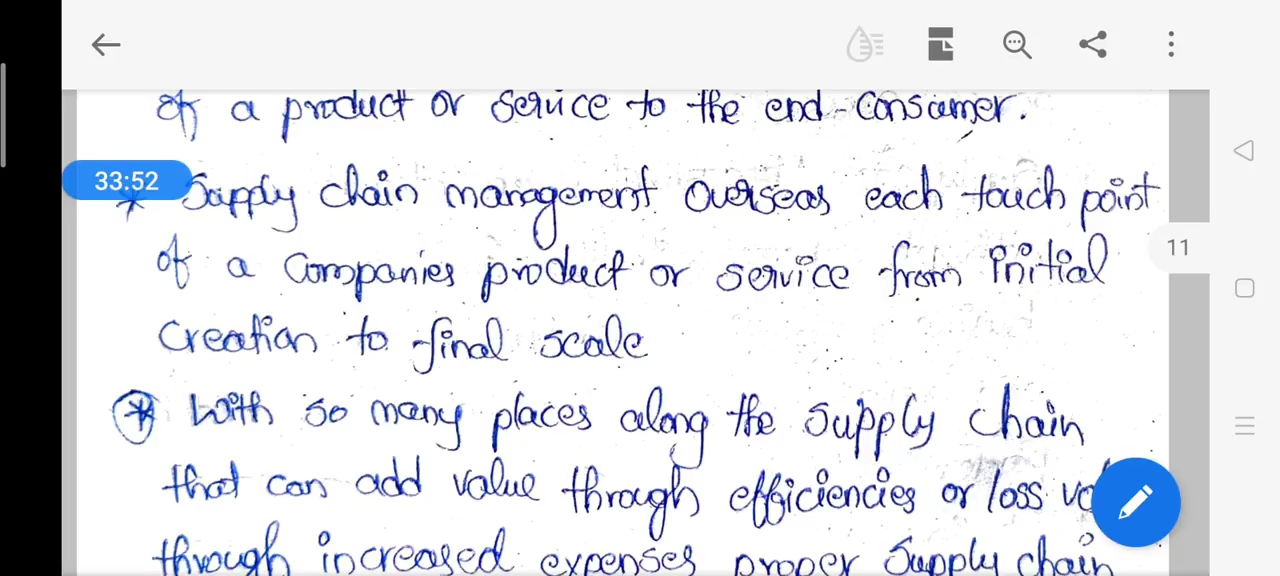 of a product or service to the end-consumer.
33:52
* Supply chain management overseas each touch point
11
of a Companies product or service from initial
Creation to final scale
* With so many places along the supply chain
that can add value through efficiencies or loss
through increased expenses proper supply chain